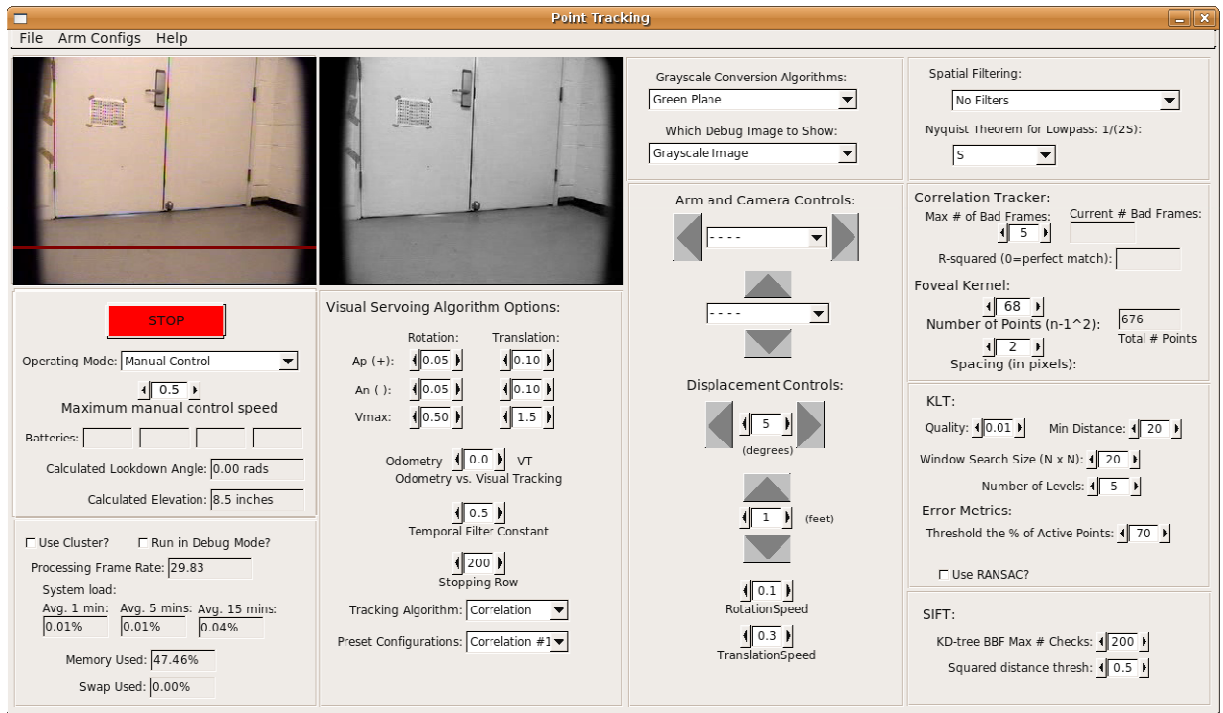 Point Tracking
File Arm Configs Help
Grayscale Conversion Algorithms:
Green Plane
Which Debug Image to Show:
Grayscale Image
Spatial Filtering:
No Filters
Nyquist Theorem for Lowpass: 1/(2S):
S
STOP
Operating Mode: Manual Control
0.5
Maximum manual control speed
Batteries:
Calculated Lockdown Angle: 0.00 rads
Calculated Elevation: 8.5 inches
Use Cluster? Run in Debug Mode?
Processing Frame Rate: 29.83
System load:
Avg. 1 min: Avg. 5 mins: Avg. 15 mins:
0.01% 0.01% 0.04%
Memory Used: 47.46%
Swap Used: 0.00%
Visual Servoing Algorithm Options:
Rotation: Translation:
Ap (+): 0.05 0.10
An ( ): 0.05 0.10
Vmax: 0.50 1.5
Odometry 0.0 VT
Odometry vs. Visual Tracking
0.5
Temporal Filter Constant
200
Stopping Row
Tracking Algorithm: Correlation
Preset Configurations: Correlation #1
Arm and Camera Controls:
- - - -
- - - -
Displacement Controls:
5
(degrees)
1 (feet)
0.1
RotationSpeed
0.3
TranslationSpeed
Correlation Tracker:
Max # of Bad Frames: Current # Bad Frames:
5
R-squared (0=perfect match):
Foveal Kernel:
68
Number of Points (n-1^2): 676
2 Total # Points
Spacing (in pixels):
KLT:
Quality: 0.01 Min Distance: 20
Window Search Size (N x N): 20
Number of Levels: 5
Error Metrics:
Threshold the % of Active Points: 70
Use RANSAC?
SIFT:
KD-tree BBF Max # Checks: 200
Squared distance thresh: 0.5